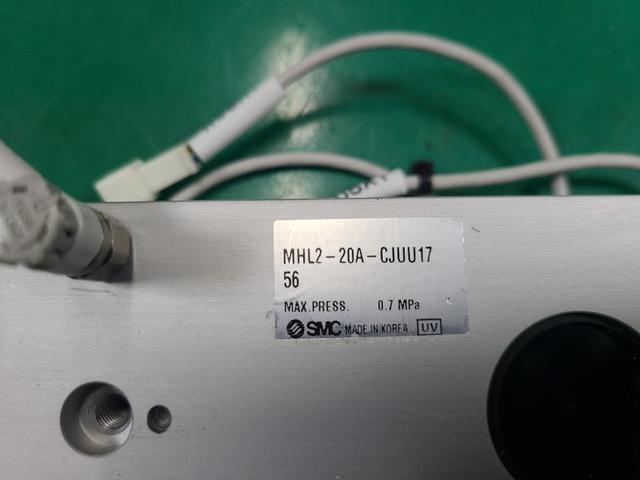 MHL2-20A-CJUU17
56
MAX.PRESS. 0.7 MPa
SMC MADE IN KOREA UV